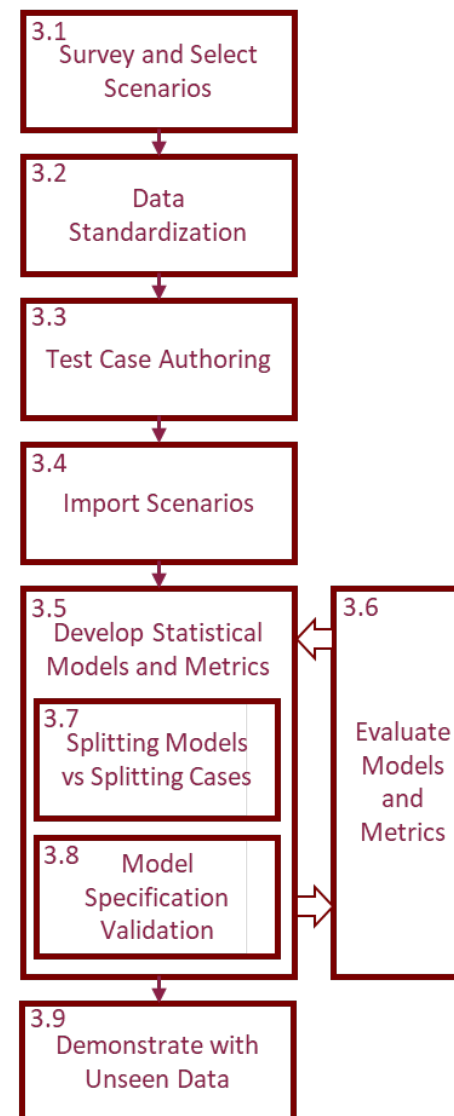 3.1
Survey and Select
Scenarios
3.2
Data
Standardization
3.3
Test Case Authoring
3.4
Import Scenarios
3.5
Develop Statistical
Models and Metrics
3.7
Splitting Models
vs Splitting Cases
3.8
Model
Specification
Validation
3.6
Evaluate
Models
and
Metrics
3.9
Demonstrate with
Unseen Data